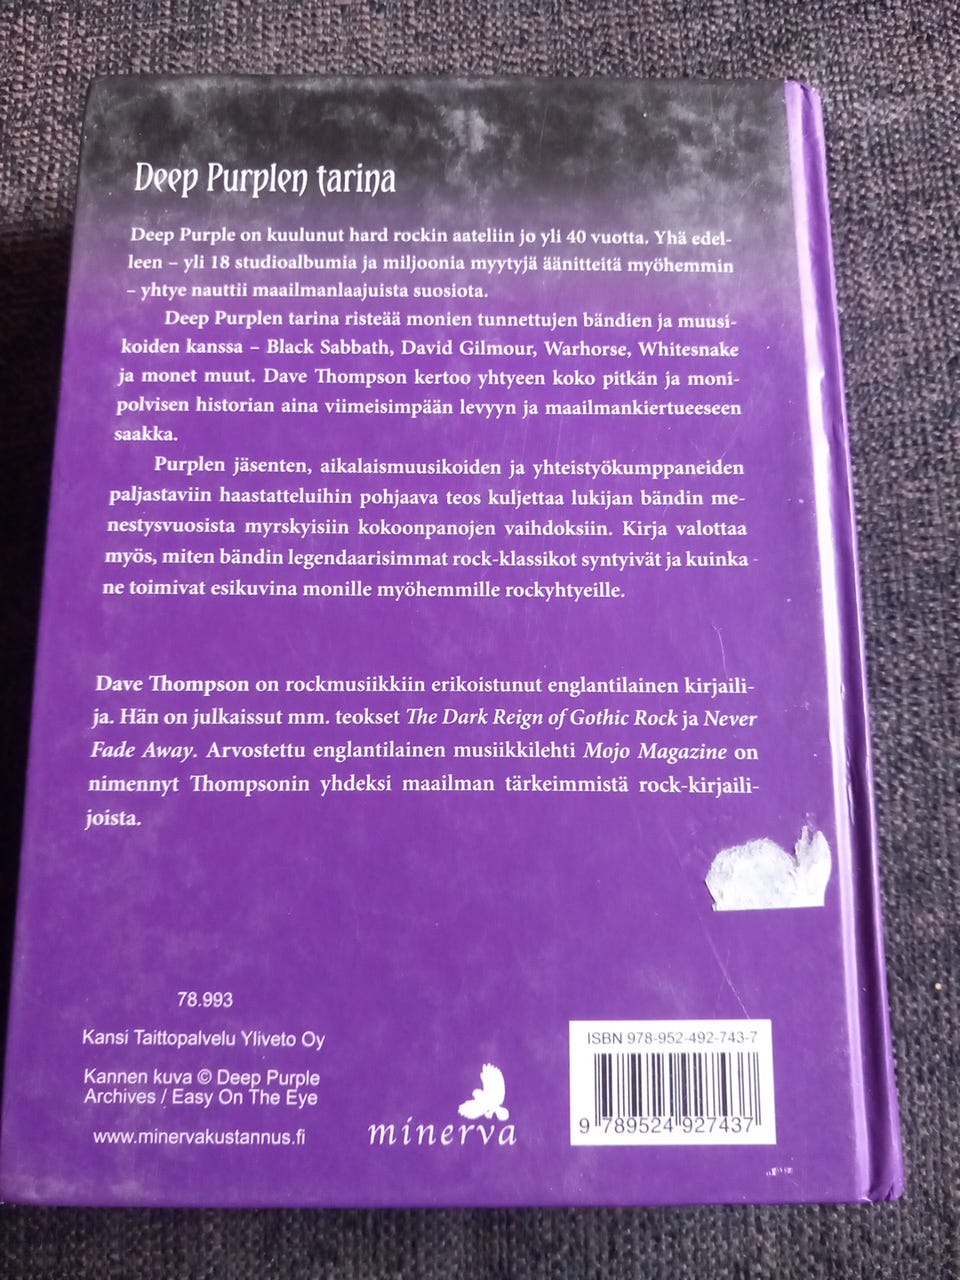 Deep Purplen tarina
Deep Purple on kuulunut hard rockin aateliin jo yli 40 vuotta. Yhä edel-
leen – yli 18 studioalbumia ja miljoonia myytyjä äänitteitä myöhemmin
– yhtye nauttii maailmanlaajuista suosiota.
Deep Purplen tarina risteää monien tunnettujen bändien ja muusi-
koiden kanssa – Black Sabbath, David Gilmour, Warhorse, Whitesnake
ja monet muut. Dave Thompson kertoo yhtyeen koko pitkän ja moni-
polvisen historian aina viimeisimpään levyyn ja maailmankiertueeseen
saakka.
Purplen jäsenten, aikalaismuusikoiden ja yhteistyökumppaneiden
paljastaviin haastatteluihin pohjaava teos kuljettaa lukijan bändin me-
nestysvuosista myrskyisiin kokoonpanojen vaihdoksiin. Kirja valottaa
myös, miten bändin legendaarisimmat rock-klassikot syntyivät ja kuinka
ne toimivat esikuvina monille myöhemmille rockyhtyeille.
Dave Thompson on rockmusiikkiin erikoistunut englantilainen kirjaili-
ja. Hän on julkaissut mm. teokset The Dark Reign of Gothic Rock ja Never
Fade Away. Arvostettu englantilainen musiikkilehti Mojo Magazine on
nimennyt Thompsonin yhdeksi maailman tärkeimmistä rock-kirjaili-
joista.
78.993
Kansi Taittopalvelu Yliveto Oy
Kannen kuva © Deep Purple
Archives / Easy On The Eye
www.minervakustannus.fi
minerva
ISBN 978-952-492-743-7
9 789524 927437